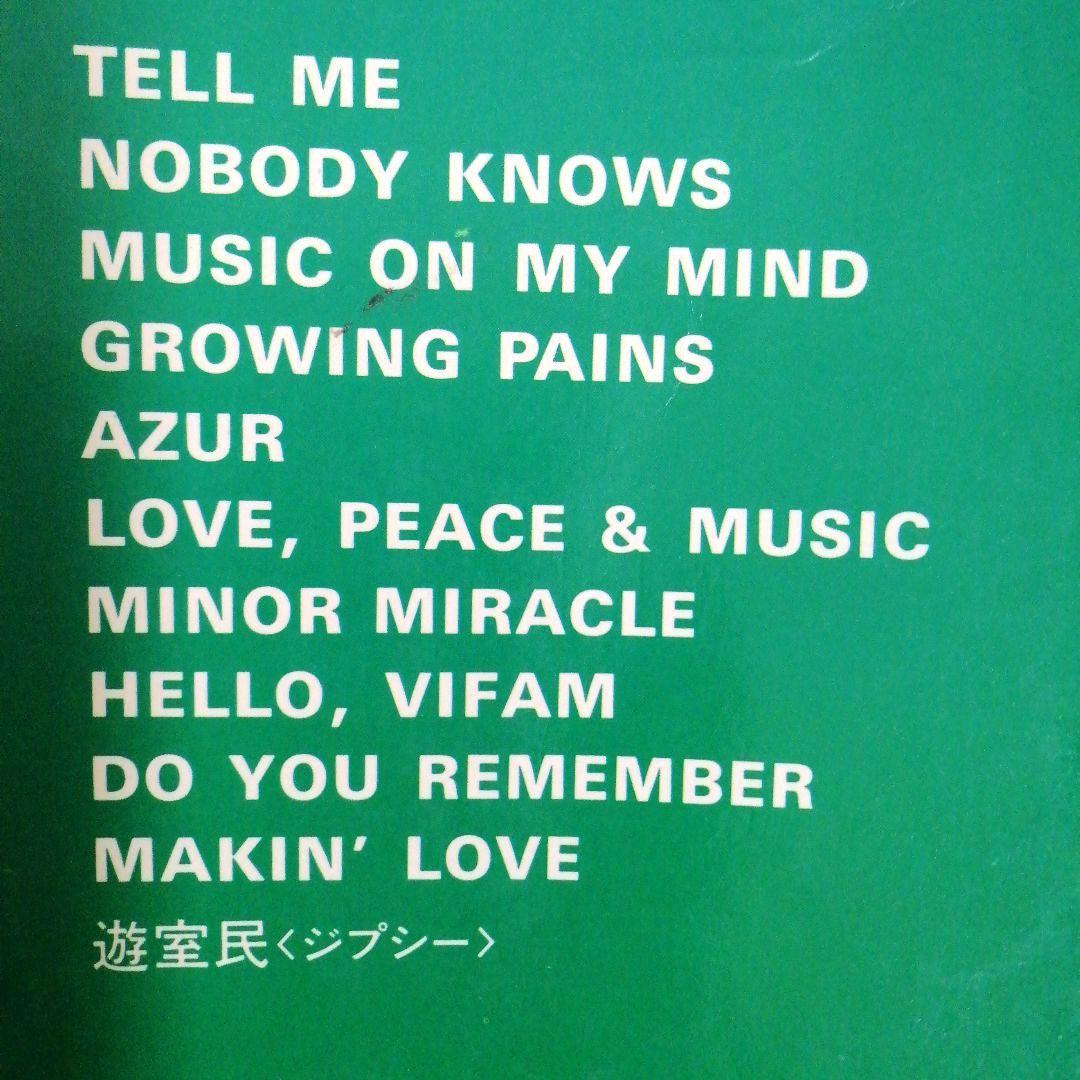 TELL ME
NOBODY KNOWS
MUSIC ON MY MIND
GROWING PAINS
AZUR
LOVE, PEACE & MUSIC
MINOR MIRACLE
HELLO, VIFAM
DO YOU REMEMBER
MAKIN' LOVE
遊室民〈ジプシー〉